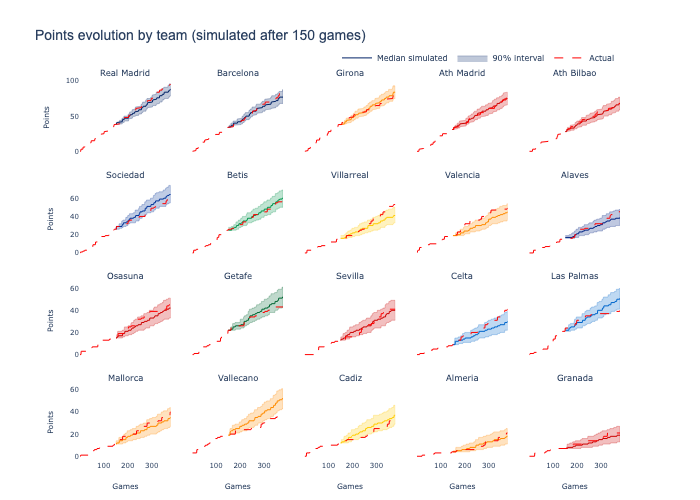 Points evolution by team (simulated after 150 games)
Median simulated 90% interval Actual
Real Madrid Barcelona Girona Ath Madrid Ath Bilbao
100
Points
50
0
Sociedad Betis Villarreal Valencia Alaves
60
Points
40
20
0
Osasuna Getafe Sevilla Celta Las Palmas
60
Points
40
20
0
Mallorca Vallecano Cadiz Almeria Granada
60
Points
40
20
0
100 200 300 100 200 300 100 200 300 100 200 300 100 200 300
Games Games Games Games Games